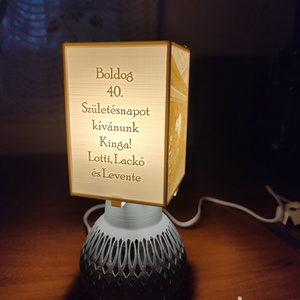 Boldog
40.
Születésnapot
kívánunk
Kinga!
Lotti, Lackó
és Levente